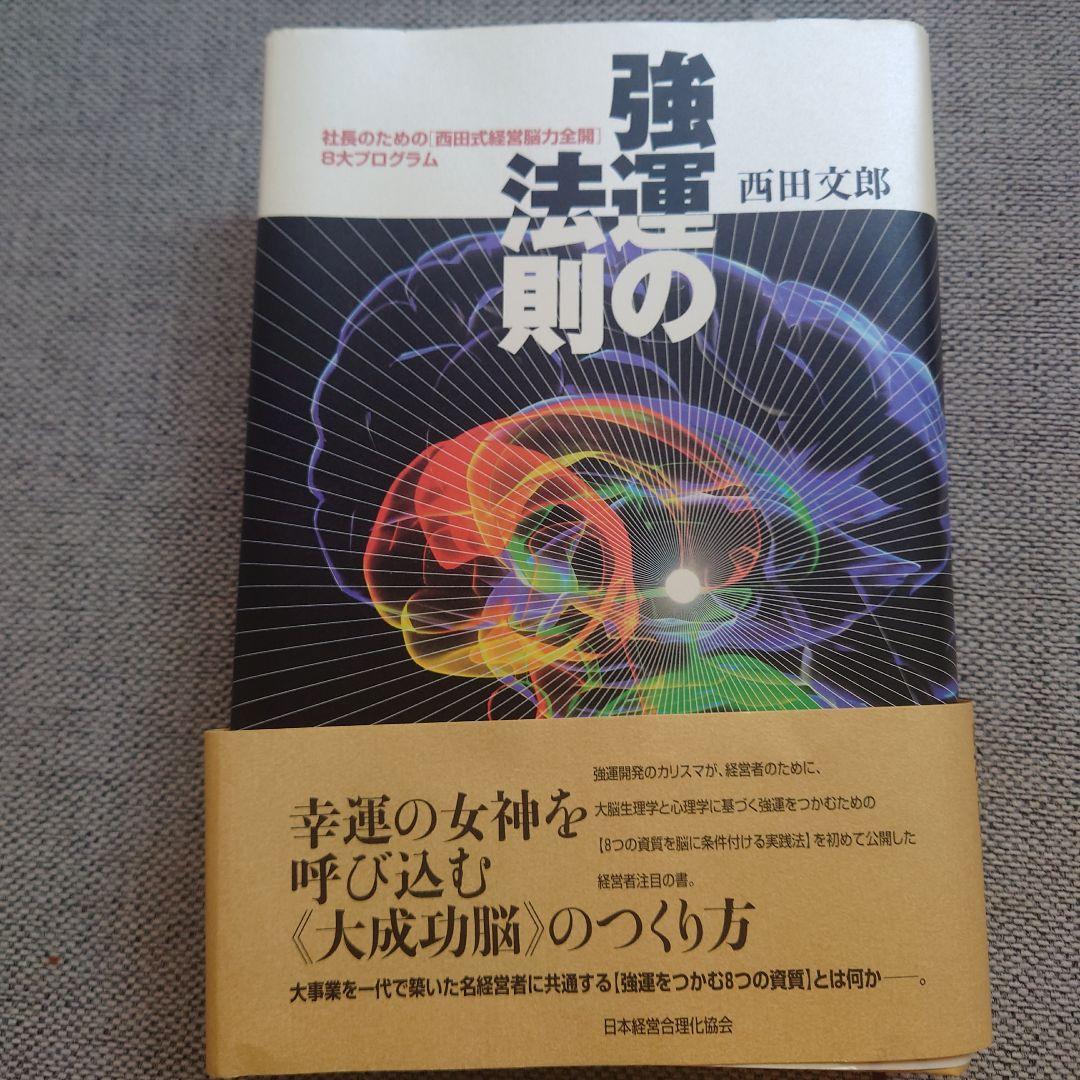 社長のための[西田式経営脳力全開]
8大プログラム
強運の
法則
西田文郎
強運開発のカリスマが、経営者のために、
大脳生理学と心理学に基づく強運をつかむための
【8つの資質を脳に条件付ける実践法】を初めて公開した
経営者注目の書。
幸運の女神を
呼び込む
《大成功脳》のつくり方
大事業を一代で築いた名経営者に共通する【強運をつかむ8つの資質】とは何か──。
日本経営合理化協会